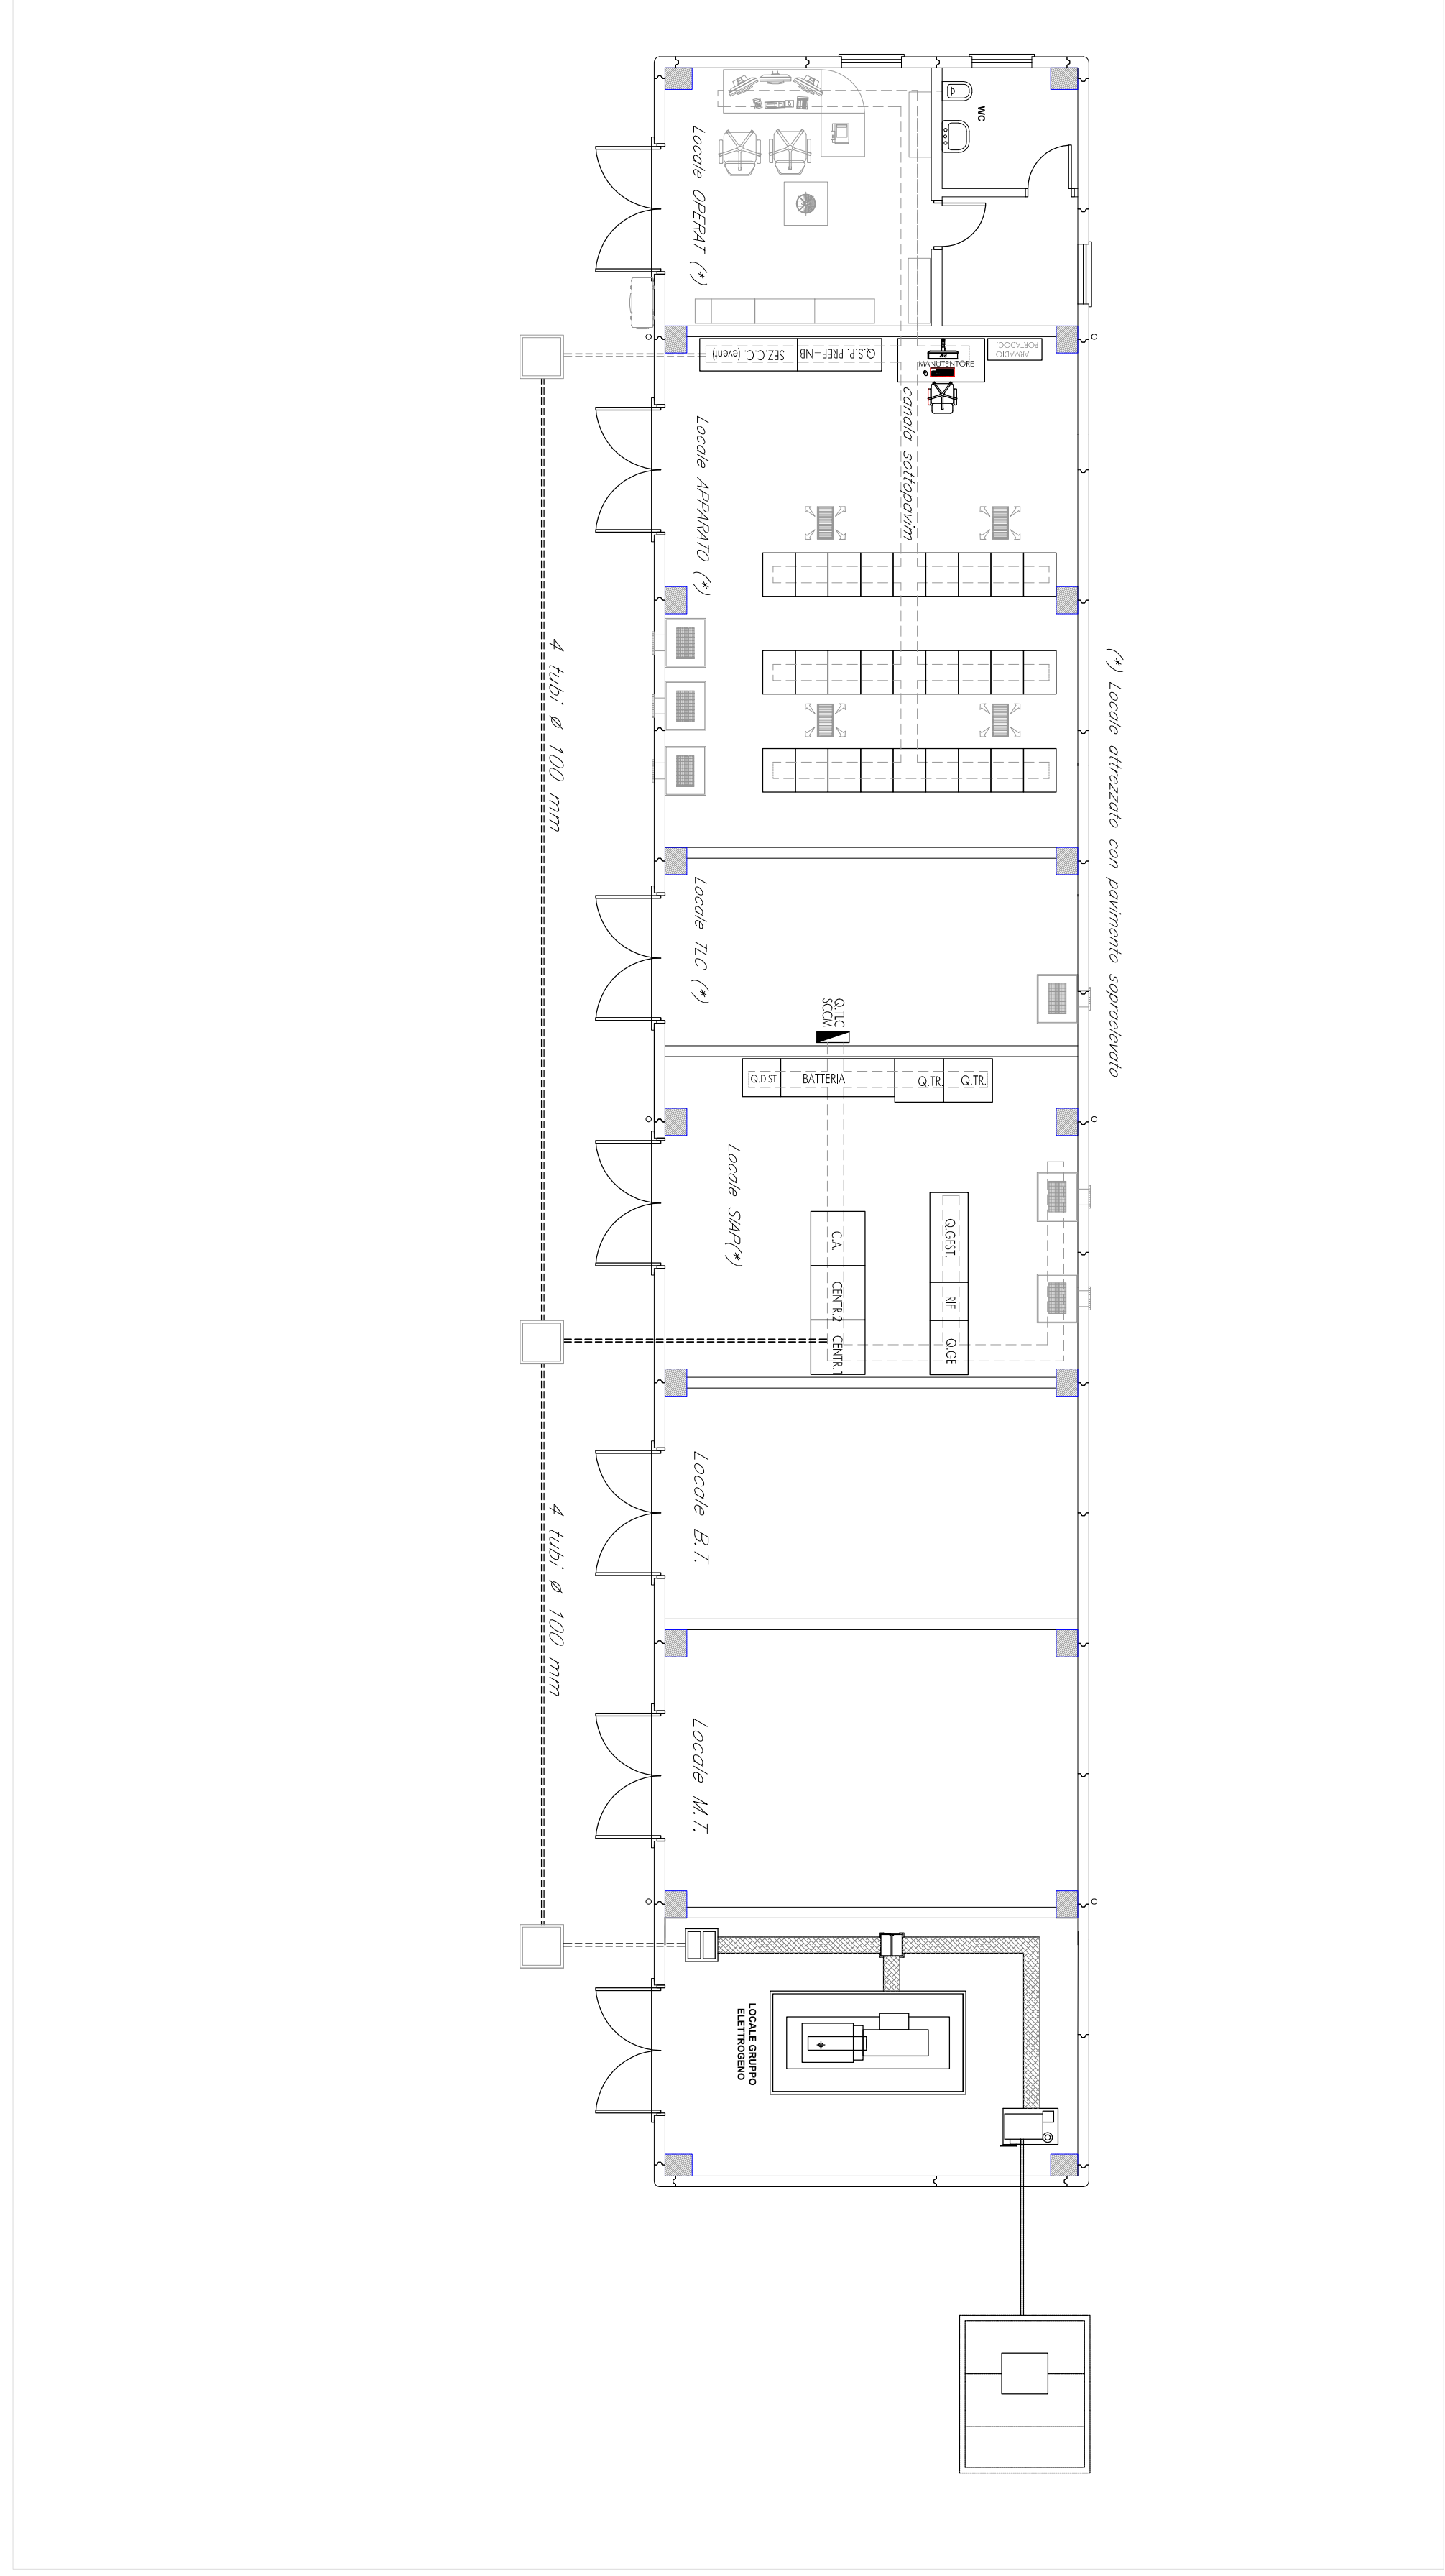 WC
Locale OPERAT (*)
SEZ.C.C. (event)
Q.S.P. PREF+NB
MANUTENTORE
ARMADIO
PORTADOC.
canala sottopavim
Locale APPARATO (*)
4 tubi ø 100 mm
(*) Locale attrezzato con pavimento sopraelevato
Locale TLC (*)
Q.TLC
SCCM
Q.DIST
BATTERIA
Q.TR.
Q.TR.
Locale SIAP(*)
C.A.
CENTR.2
CENTR.1
Q.GEST.
RIF
Q.GE
Locale B.T.
4 tubi ø 100 mm
Locale M.T.
LOCALE GRUPPO
ELETTROGENO